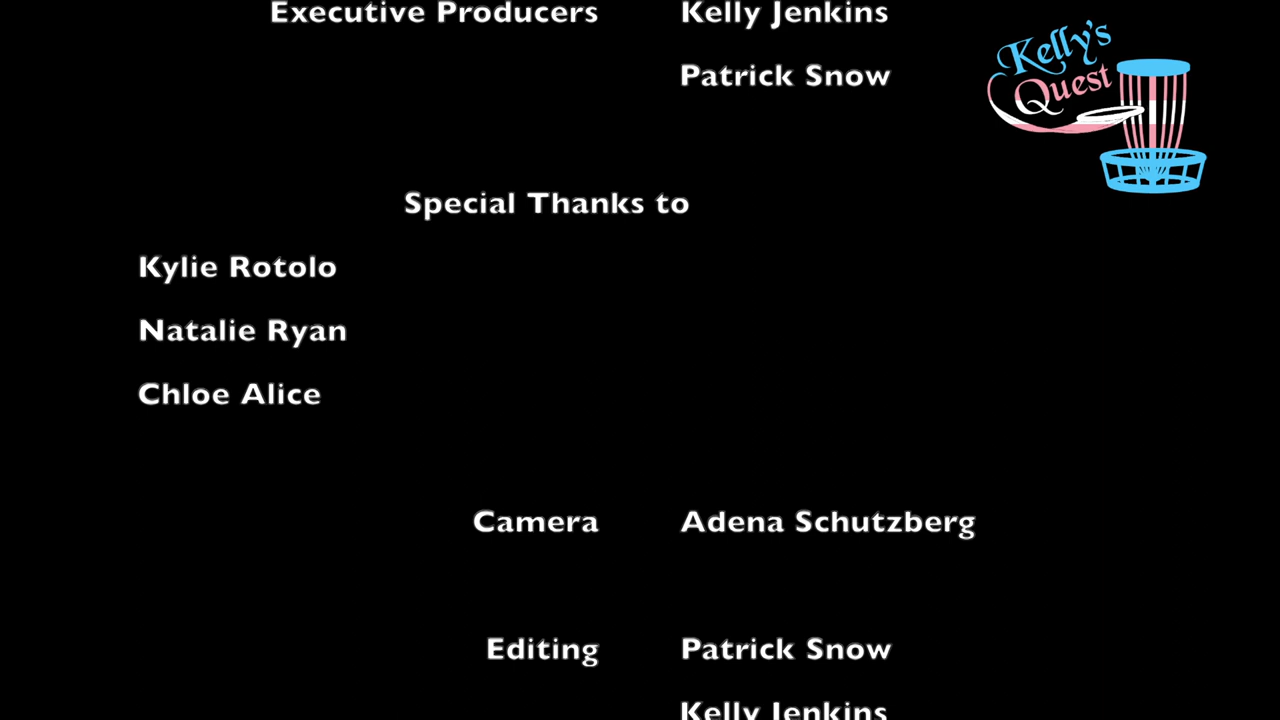 Executive Producers Kelly Jenkins
Patrick Snow
Kelly's
Quest
Special Thanks to
Kylie Rotolo
Natalie Ryan
Chloe Alice
Camera Adena Schutzberg
Editing Patrick Snow
Kelly Jenkins